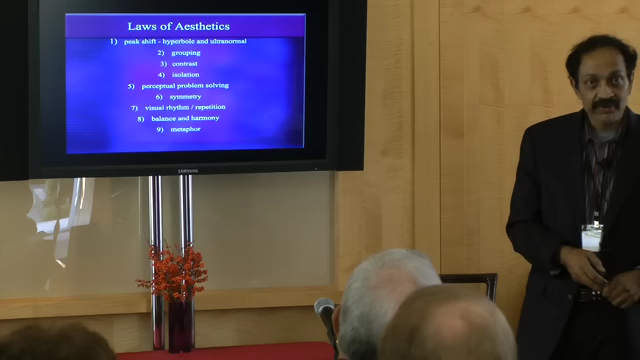 Laws of Aesthetics
1) peak shift - hyperbole and ultranormal
2) grouping
3) contrast
4) isolation
5) perceptual problem solving
6) symmetry
7) visual rhythm / repetition
8) balance and harmony
9) metaphor
SAMSUNG